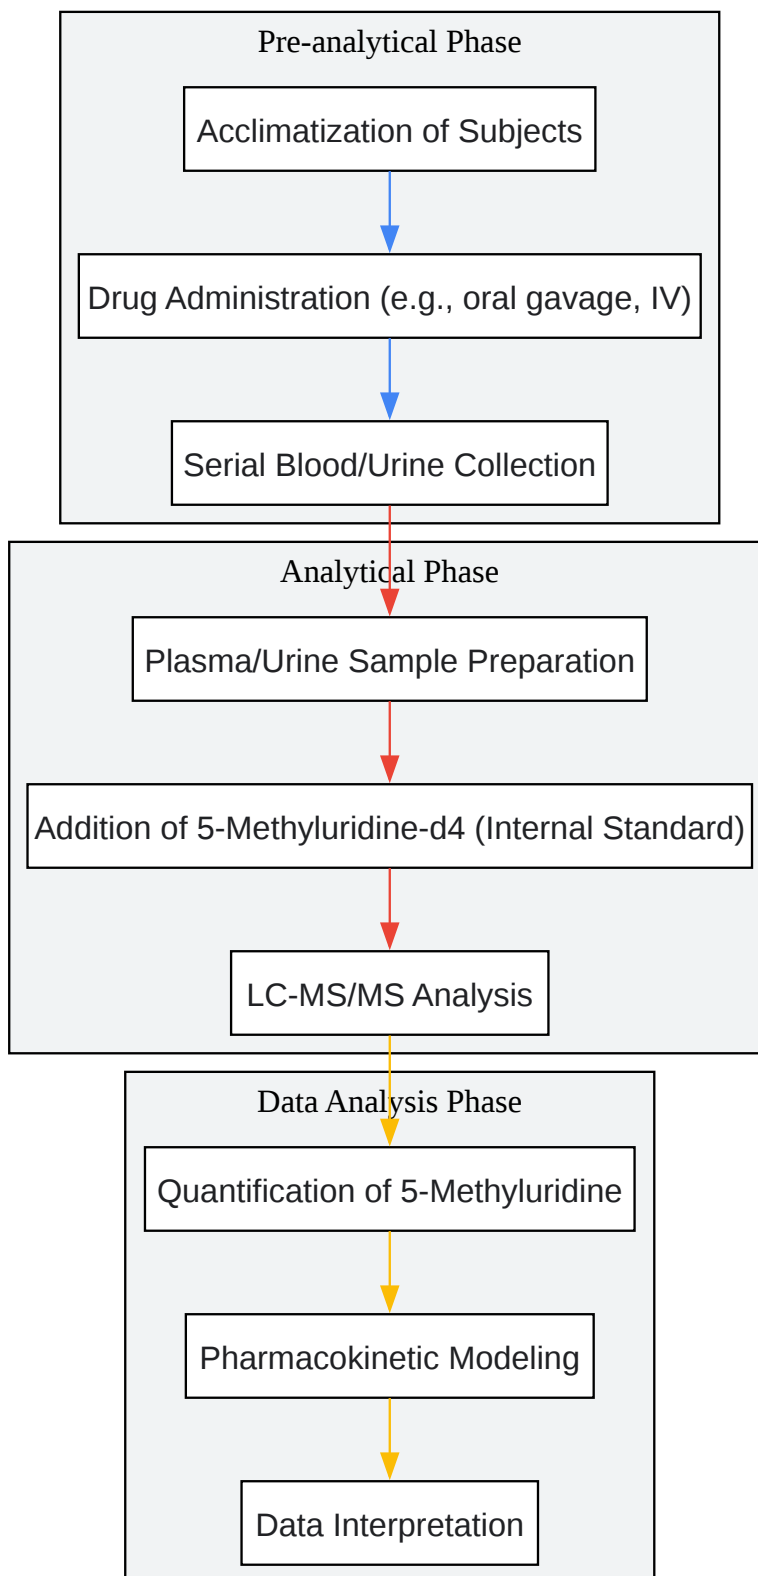 Pre-analytical Phase
Acclimatization of Subjects
Drug Administration (e.g., oral gavage, IV)
Serial Blood/Urine Collection
Analytical Phase
Plasma/Urine Sample Preparation
Addition of 5-Methyluridine-d4 (Internal Standard)
LC-MS/MS Analysis
Data Analysis Phase
Quantification of 5-Methyluridine
Pharmacokinetic Modeling
Data Interpretation